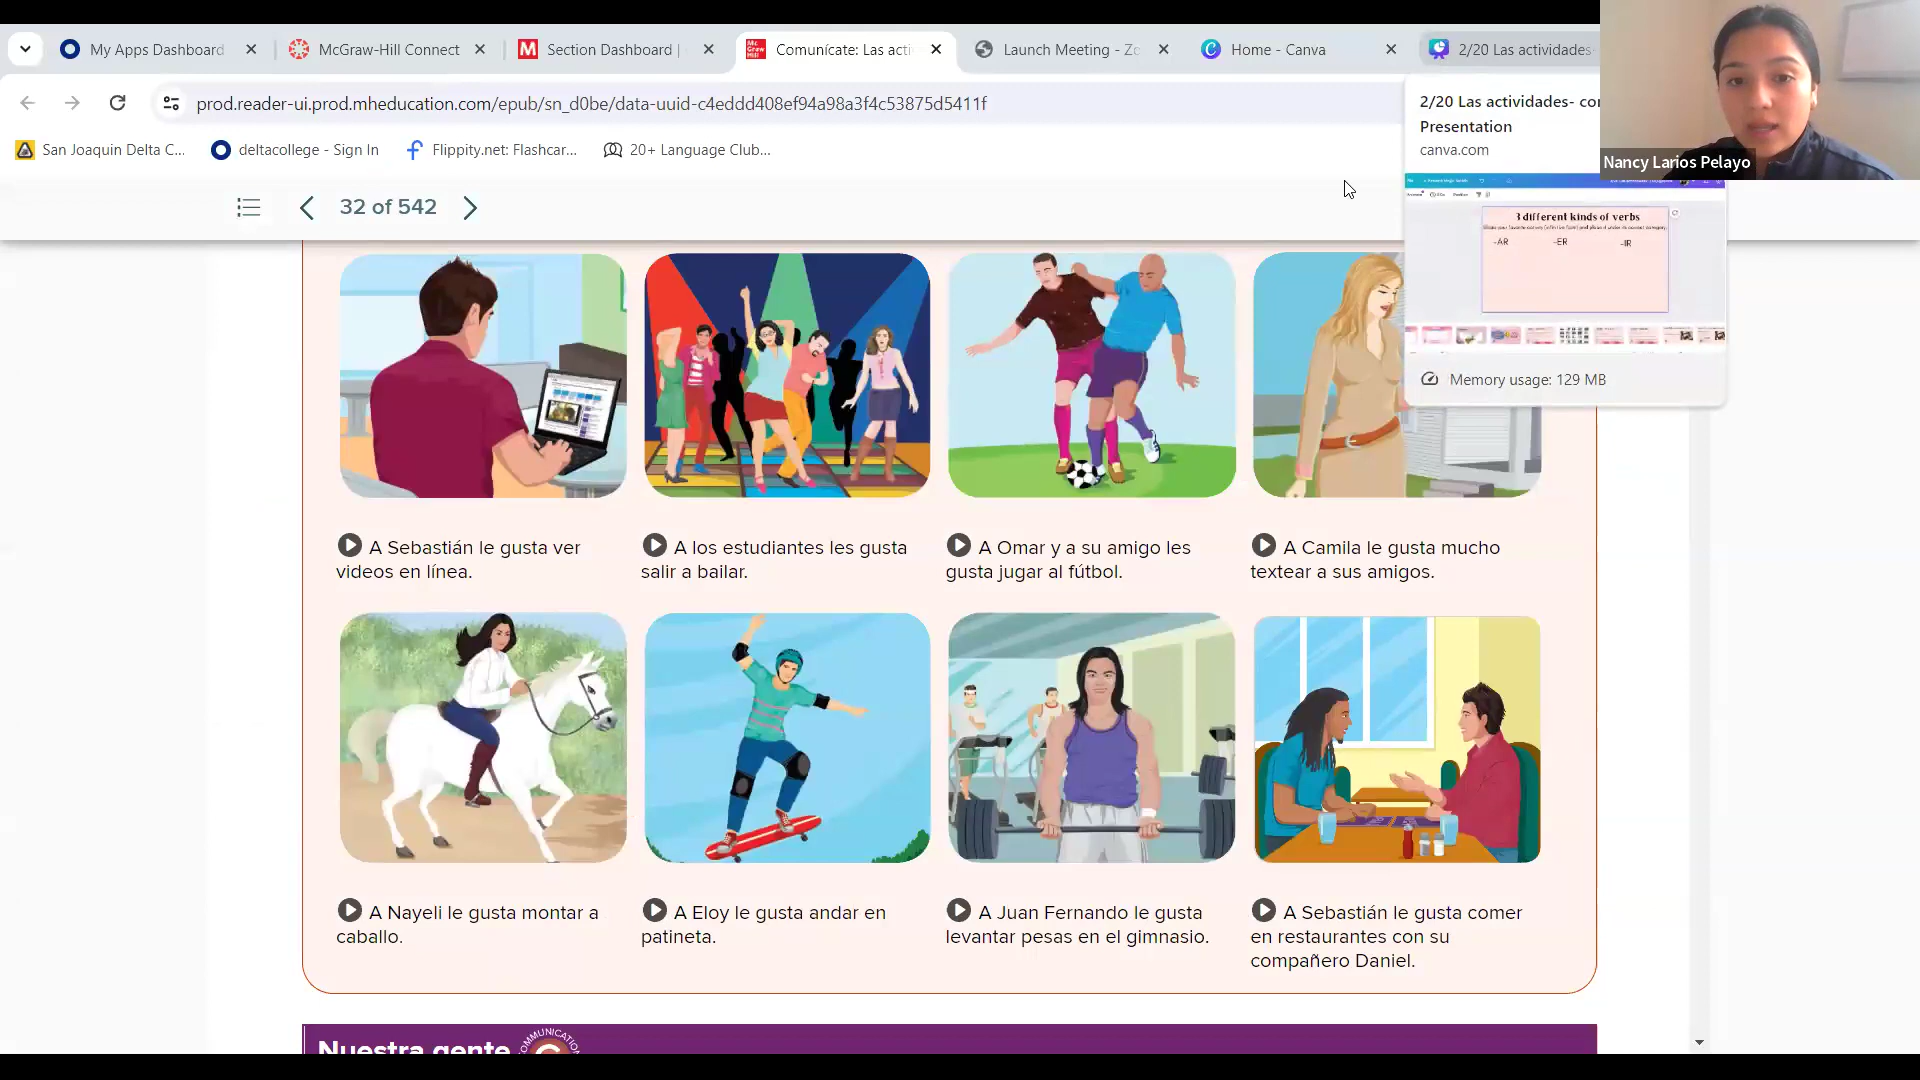 My Apps Dashboard
McGraw-Hill Connect
Section Dashboard |
Comunícate: Las acti
Launch Meeting - Zo
Home - Canva
2/20 Las actividades-
prod.reader-ui.prod.mheducation.com/epub/sn_d0be/data-uuid-c4eddd408ef94a98a3f4c53875d5411f
2/20 Las actividades- co
Presentation
canva.com
Nancy Larios Pelayo
San Joaquin Delta C...
deltacollege - Sign In
Flippity.net: Flashcar...
20+ Language Club...
32 of 542
3 different kinds of verbs
-AR
-ER
-IR
Memory usage: 129 MB
A Sebastián le gusta ver
videos en línea.
A los estudiantes les gusta
salir a bailar.
A Omar y a su amigo les
gusta jugar al fútbol.
A Camila le gusta mucho
textear a sus amigos.
A Nayeli le gusta montar a
caballo.
A Eloy le gusta andar en
patineta.
A Juan Fernando le gusta
levantar pesas en el gimnasio.
A Sebastián le gusta comer
en restaurantes con su
compañero Daniel.
Nuestra gente
COMMUNICATION